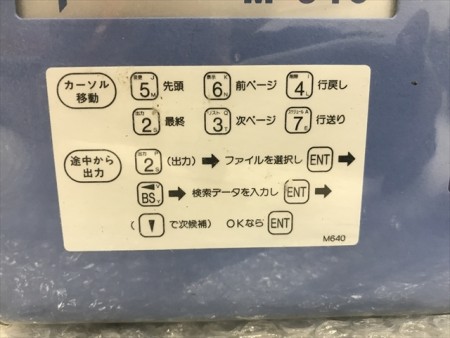 カーソル移動 5 先頭 6 前ページ 4 行戻し
2 最終 3 次ページ 7 行送り
途中から出力 2 (出力) ➡ ファイルを選択し ENT ➡
BS ➡ 検索データを入力し ENT ➡
(▼で次候補) OKなら ENT
M640